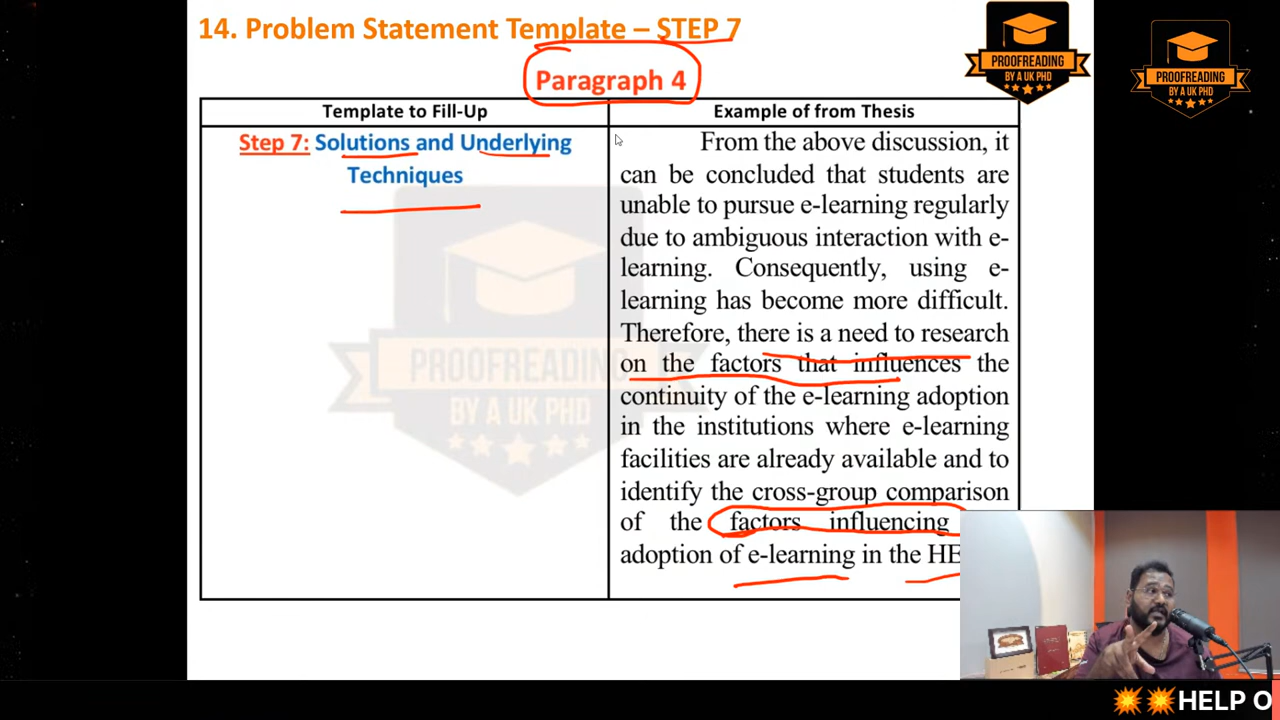 14. Problem Statement Template – STEP 7
Paragraph 4
PROOFREADING
BY A UK PHD
PROOFREADING
BY A UK PHD
Template to Fill-Up
Example of from Thesis
Step 7: Solutions and Underlying
Techniques
From the above discussion, it
can be concluded that students are
unable to pursue e-learning regularly
due to ambiguous interaction with e-
learning. Consequently, using e-
learning has become more difficult.
Therefore, there is a need to research
on the factors that influences the
continuity of the e-learning adoption
in the institutions where e-learning
facilities are already available and to
identify the cross-group comparison
of the factors influencing
adoption of e-learning in the HE
PROOFREADING
BY A UK PHD
HELP O